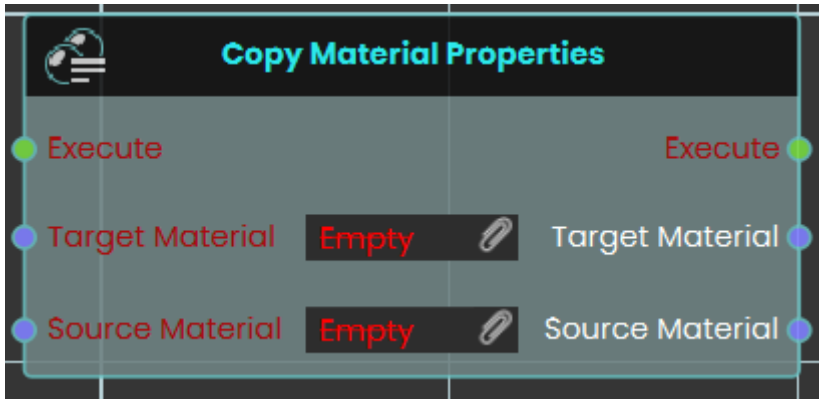 Copy Material Properties
Execute Execute
Target Material Empty Target Material
Source Material Empty Source Material